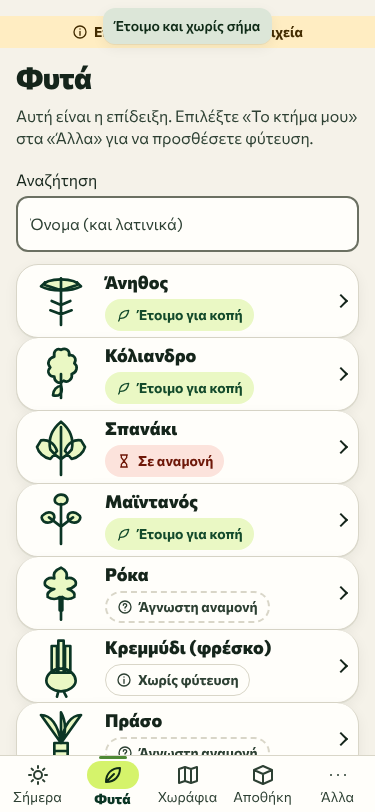 Έτοιμο και χωρίς σήμα
Φυτά
Αυτή είναι η επίδειξη. Επιλέξτε «Το κτήμα μου»
στα «Άλλα» για να προσθέσετε φύτευση.
Αναζήτηση
Όνομα (και λατινικά)
Άνηθος
Έτοιμο για κοπή
Κόλιανδρο
Έτοιμο για κοπή
Σπανάκι
Σε αναμονή
Μαϊντανός
Έτοιμο για κοπή
Ρόκα
Άγνωστη αναμονή
Κρεμμύδι (φρέσκο)
Χωρίς φύτευση
Πράσο
Άγνωστη αναμονή
Σήμερα
Φυτά
Χωράφια
Αποθήκη
Άλλα